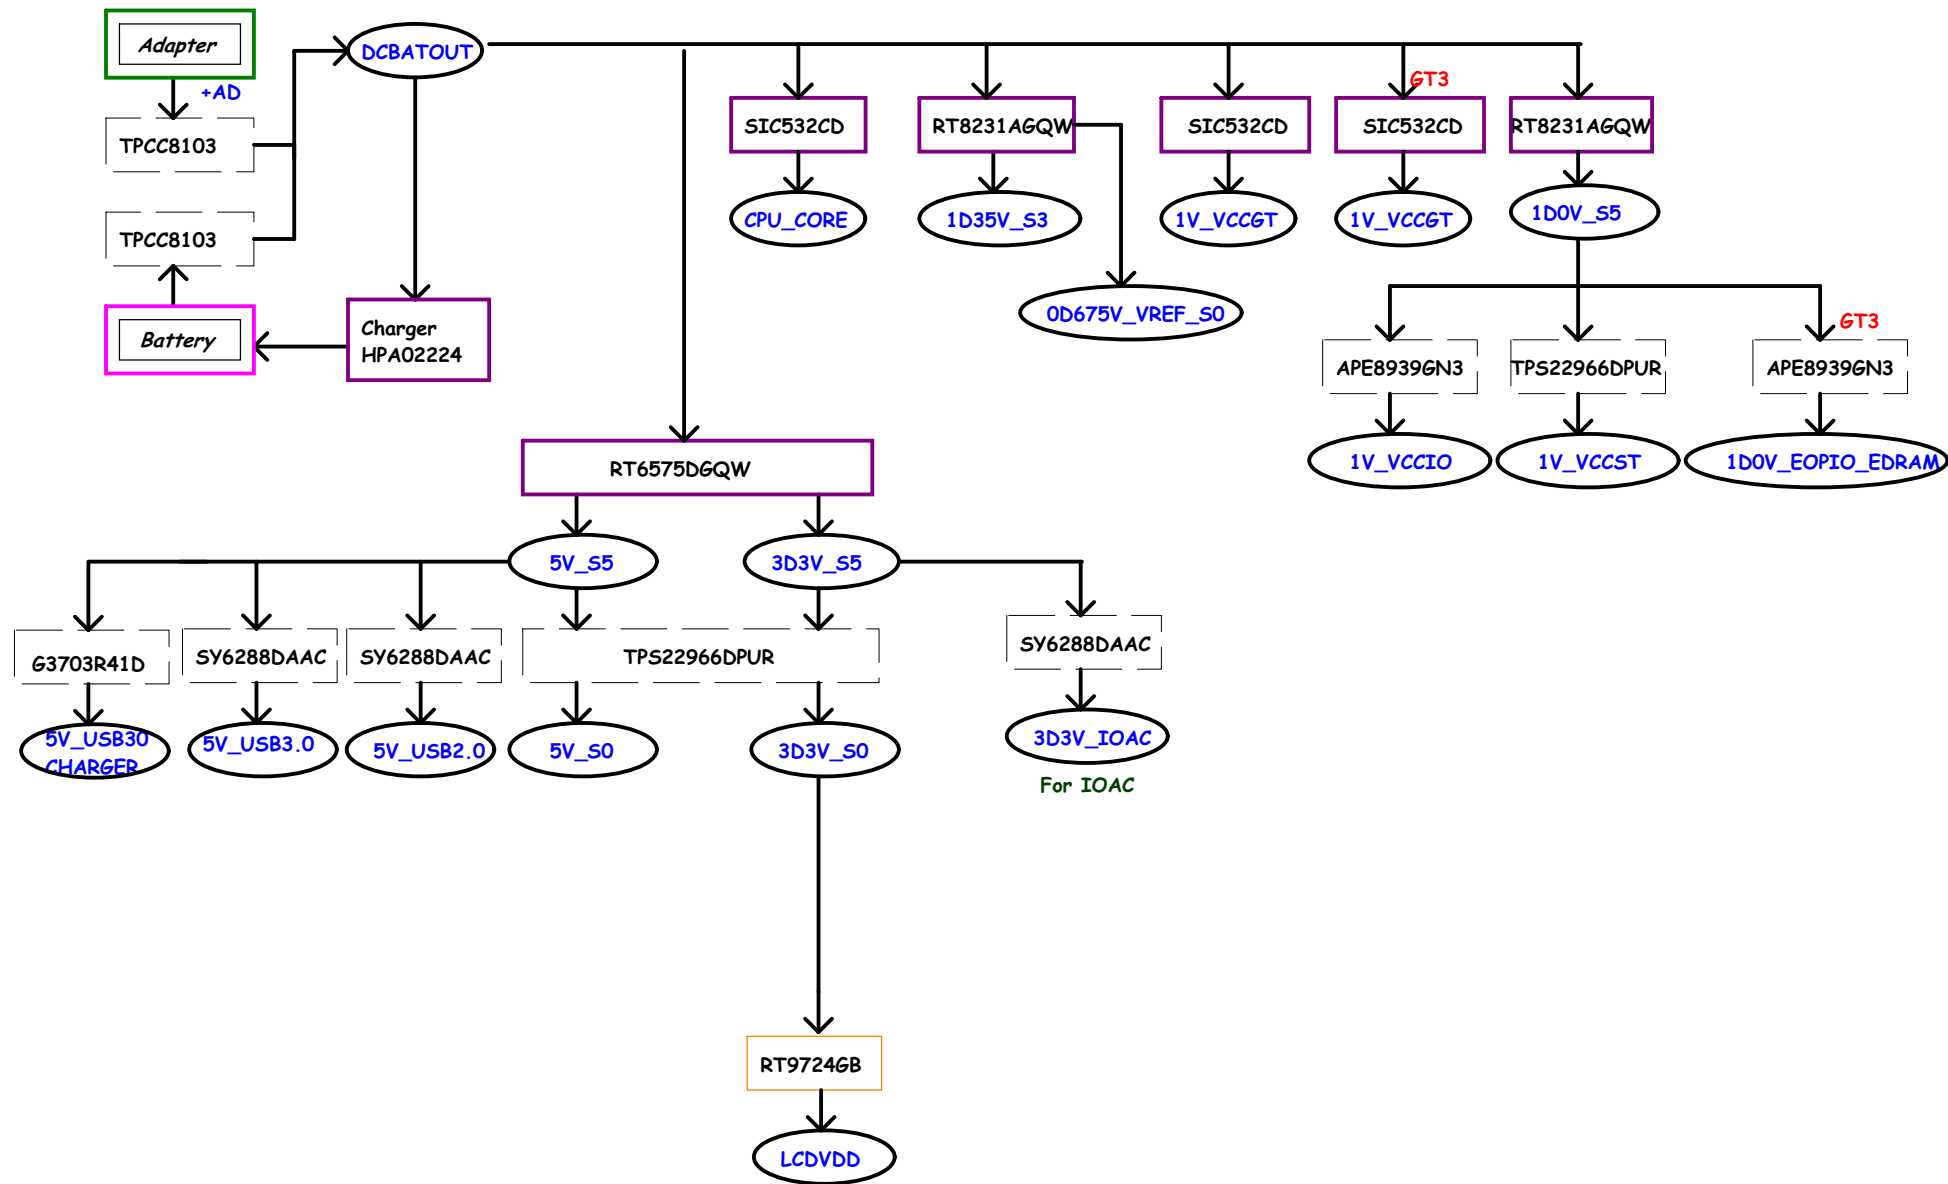 Adapter
DCBATOUT
+AD
GT3
TPCC8103
SIC532CD
RT8231AGQW
SIC532CD
SIC532CD
RT8231AGQW
TPCC8103
CPU_CORE
1D35V_S3
1V_VCCGT
1V_VCCGT
1D0V_S5
Battery
Charger
HPA02224
0D675V_VREF_S0
GT3
APE8939GN3
TPS22966DPUR
APE8939GN3
RT6575DGQW
1V_VCCIO
1V_VCCST
1D0V_EOPIO_EDRAM
5V_S5
3D3V_S5
G3703R41D
SY6288DAAC
SY6288DAAC
TPS22966DPUR
SY6288DAAC
5V_USB30
CHARGER
5V_USB3.0
5V_USB2.0
5V_S0
3D3V_S0
3D3V_IOAC
For IOAC
RT9724GB
LCDVDD